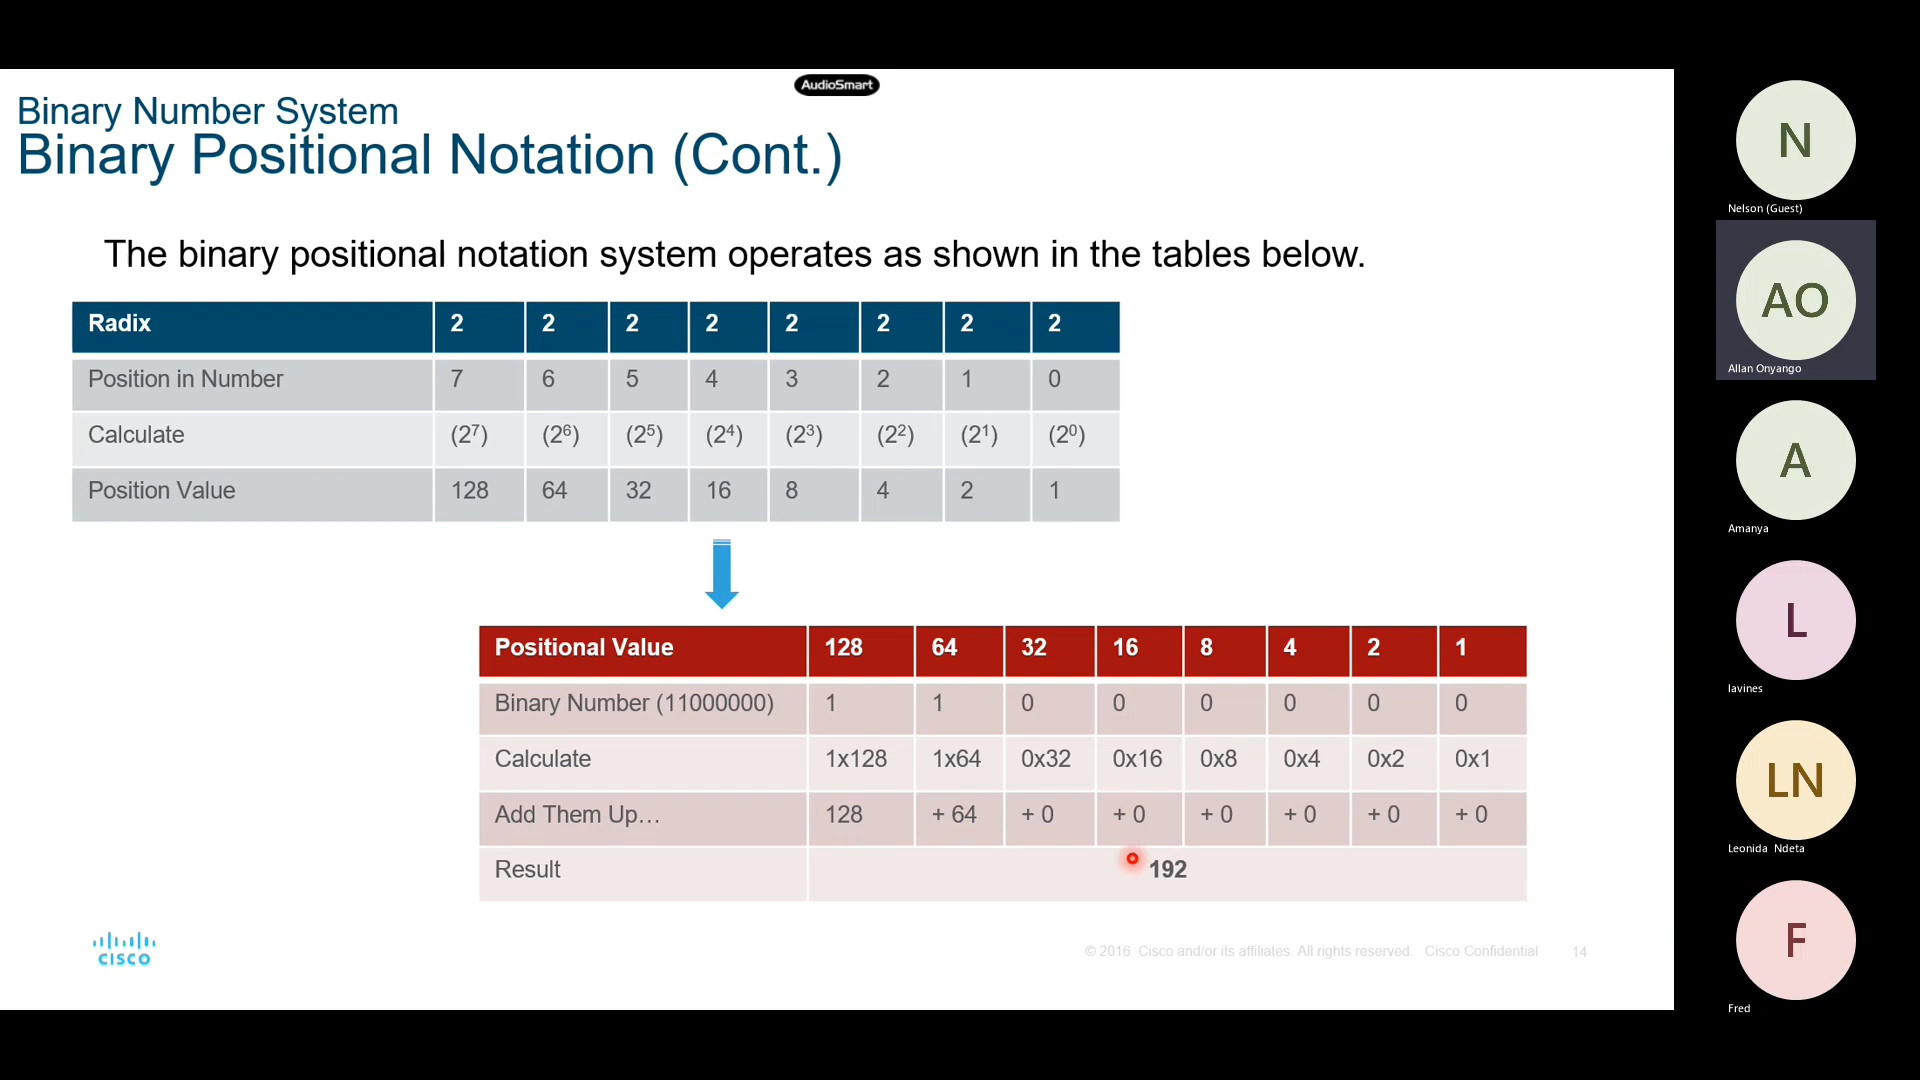 AudioSmart
Binary Number System
Binary Positional Notation (Cont.)
The binary positional notation system operates as shown in the tables below.
Radix 2 2 2 2 2 2 2 2
Position in Number 7 6 5 4 3 2 1 0
Calculate (2⁷) (2⁶) (2⁵) (2⁴) (2³) (2²) (2¹) (2⁰)
Position Value 128 64 32 16 8 4 2 1
Positional Value 128 64 32 16 8 4 2 1
Binary Number (11000000) 1 1 0 0 0 0 0 0
Calculate 1x128 1x64 0x32 0x16 0x8 0x4 0x2 0x1
Add Them Up… 128 + 64 + 0 + 0 + 0 + 0 + 0 + 0
Result 192
CISCO
© 2016 Cisco and/or its affiliates. All rights reserved. Cisco Confidential 14
N
Nelson (Guest)
AO
Allan Onyango
A
Amanya
L
lavines
LN
Leonida Ndeta
F
Fred